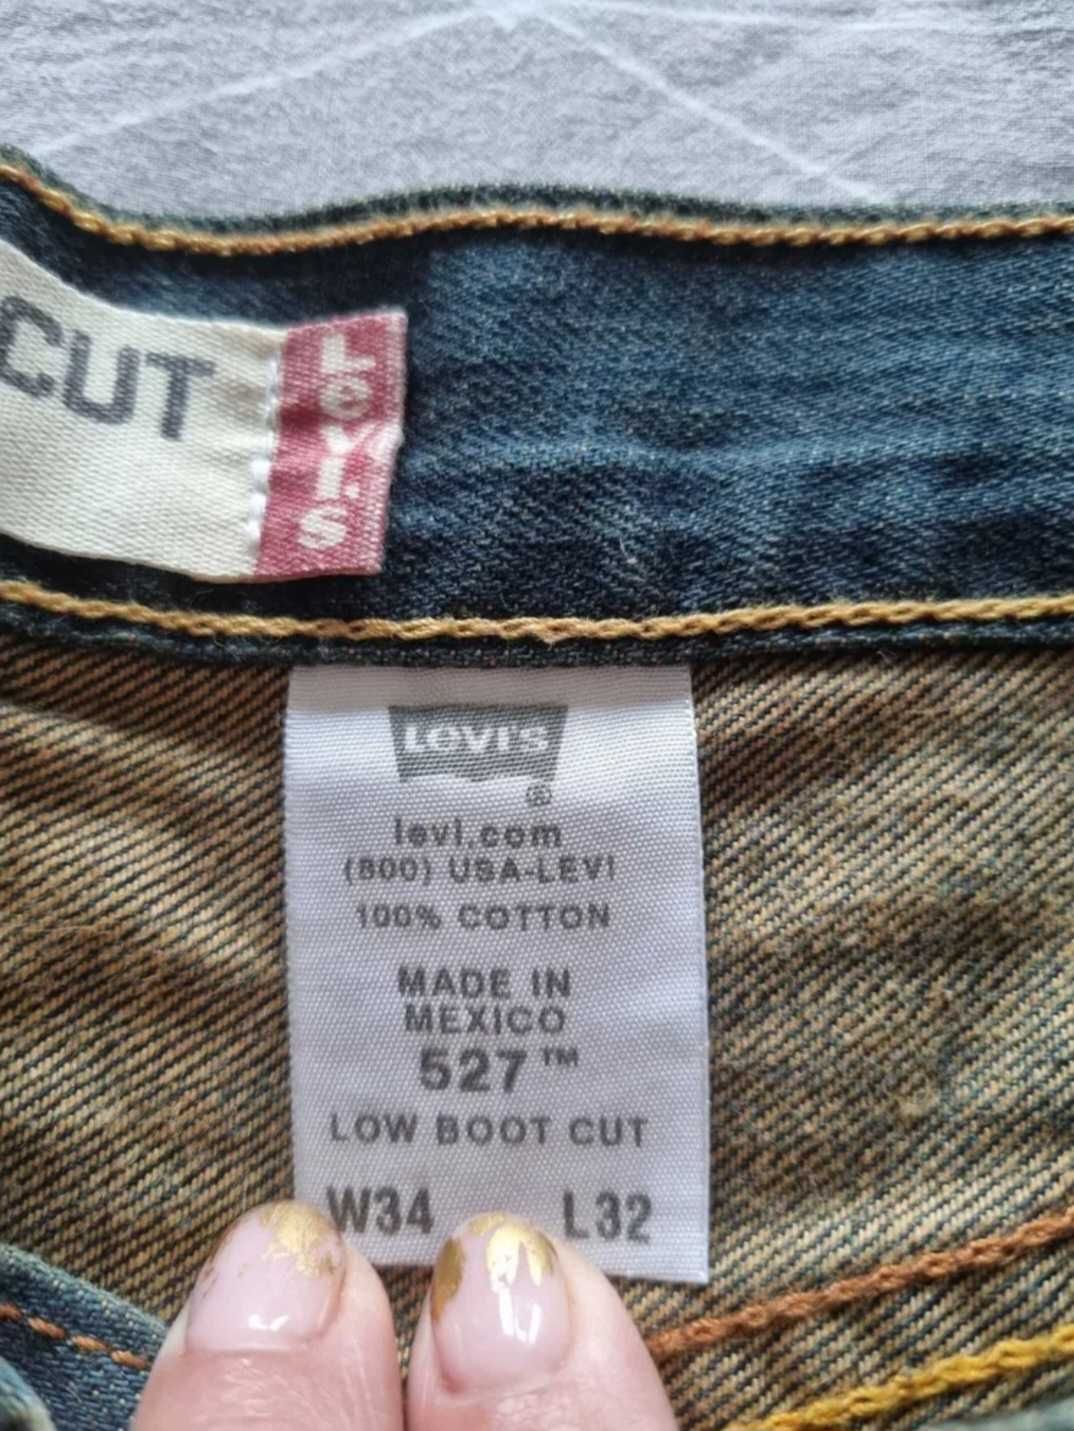 CUT
Levi's
LEVI'S
®
levi.com
(800) USA-LEVI
100% COTTON
MADE IN
MEXICO
527™
LOW BOOT CUT
W34 L32